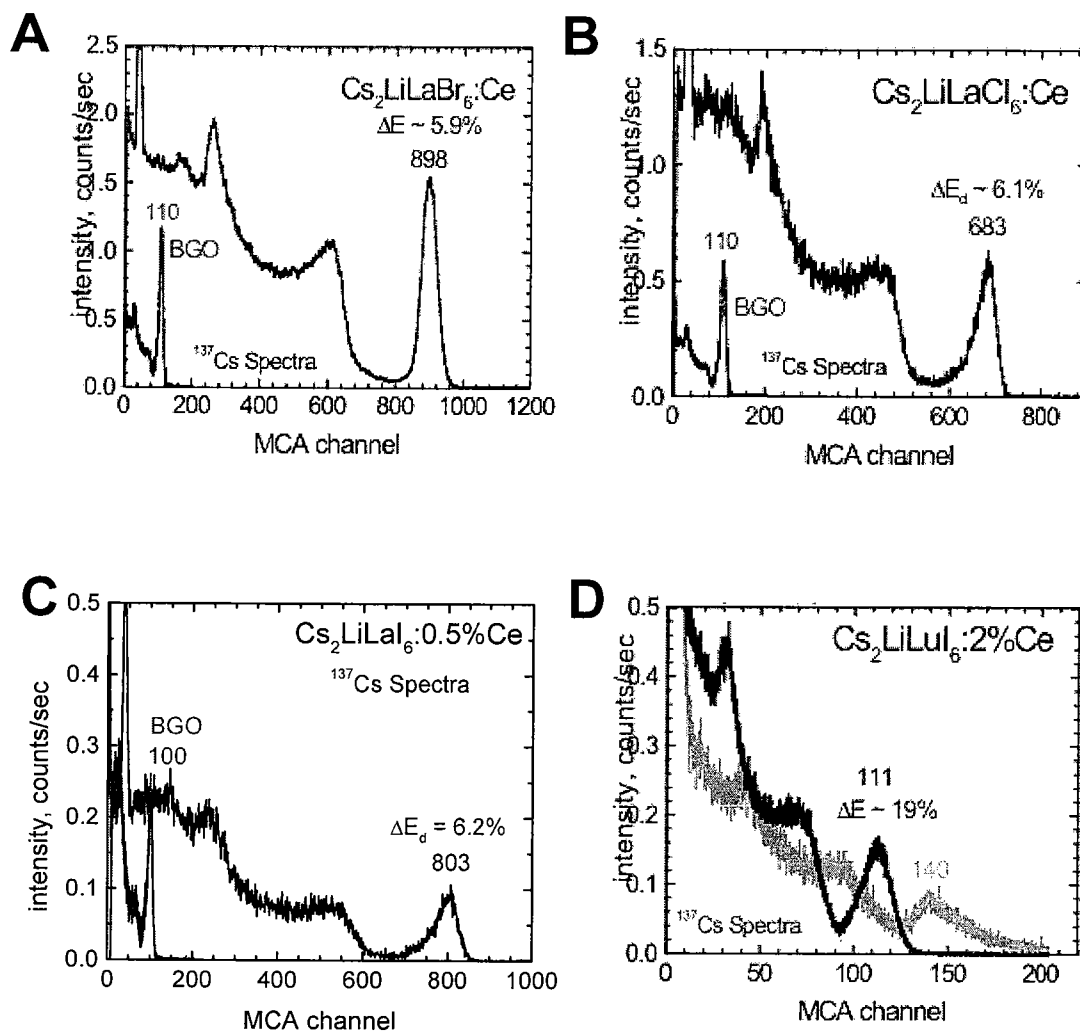 A
intensity, counts/sec
2.5
2.0
1.5
1.0
0.5
0.0
Cs₂LiLaBr₆:Ce
ΔE ~ 5.9%
898
110
BGO
¹³⁷Cs Spectra
0 200 400 600 800 1000 1200
MCA channel
B
intensity, counts/sec
1.5
1.0
0.5
0.0
Cs₂LiLaCl₆:Ce
ΔE_d ~ 6.1%
683
110
BGO
¹³⁷Cs Spectra
0 200 400 600 800
MCA channel
C
intensity, counts/sec
0.5
0.4
0.3
0.2
0.1
0.0
Cs₂LiLaI₆:0.5%Ce
¹³⁷Cs Spectra
BGO
100
ΔE_d = 6.2%
803
0 200 400 600 800 1000
MCA channel
D
intensity, counts/sec
0.5
0.4
0.3
0.2
0.1
0.0
Cs₂LiLuI₆:2%Ce
111
ΔE ~ 19%
140
¹³⁷Cs Spectra
0 50 100 150 200
MCA channel